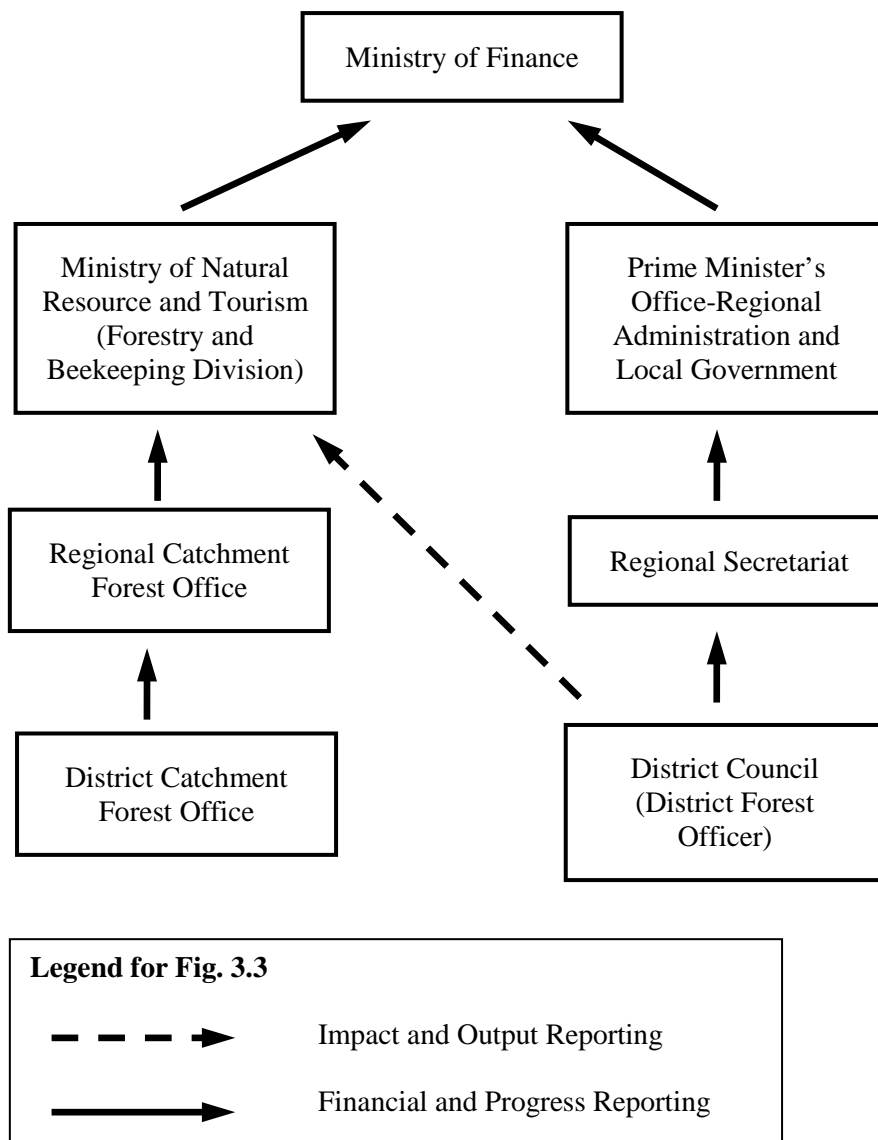 Ministry of Finance
Ministry of Natural
Resource and Tourism
(Forestry and
Beekeeping Division)
Prime Minister’s
Office-Regional
Administration and
Local Government
Regional Catchment
Forest Office
Regional Secretariat
District Catchment
Forest Office
District Council
(District Forest
Officer)
Legend for Fig. 3.3
Impact and Output Reporting
Financial and Progress Reporting